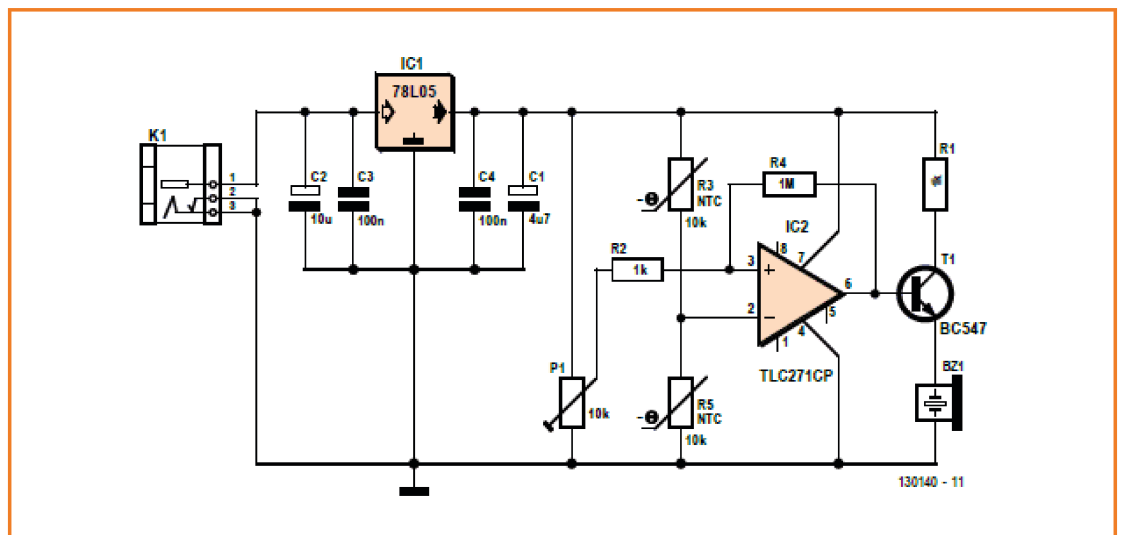 IC1
78L05
K1
1
2
3
C2
10u
C3
100n
C4
100n
C1
4u7
R3
NTC
10k
R4
1M
R1
IC2
R2
1k
3
+
8
7
6
2
−
5
4
1
TLC271CP
T1
BC547
BZ1
P1
10k
-Θ
-Θ
R5
NTC
10k
130140 - 11